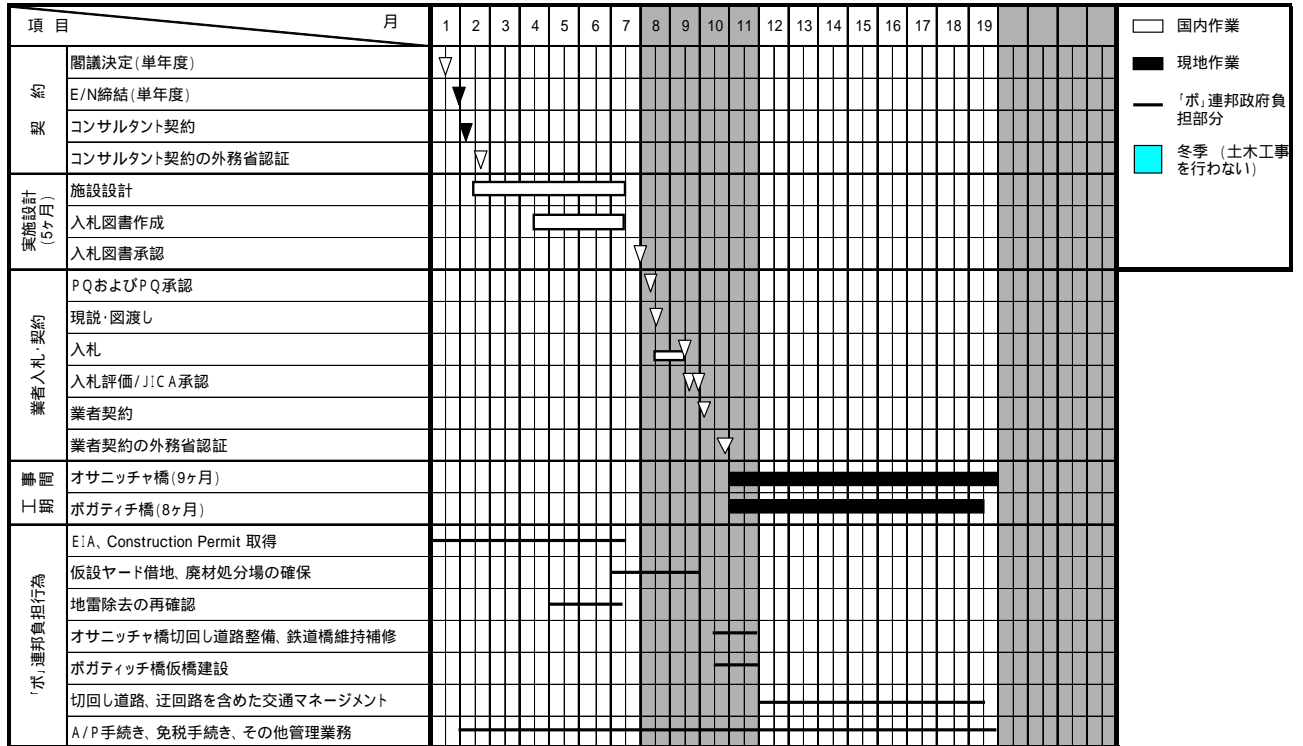 項 目 月 1 2 3 4 5 6 7 8 9 10 11 12 13 14 15 16 17 18 19
契 約
閣議決定(単年度)
E/N締結(単年度)
コンサルタント契約
コンサルタント契約の外務省認証
実施設計
(5ヶ月)
施設設計
入札図書作成
入札図書承認
業者入札・契約
PQおよびPQ承認
現説・図渡し
入札
入札評価/JICA承認
業者契約
業者契約の外務省認証
工事
期間
オサニッチャ橋(9ヶ月)
ボガティチ橋(8ヶ月)
「ボ」連邦負担行為
EIA、Construction Permit 取得
仮設ヤード借地、廃材処分場の確保
地雷除去の再確認
オサニッチャ橋切回し道路整備、鉄道橋維持補修
ボガティッチ橋仮橋建設
切回し道路、迂回路を含めた交通マネージメント
A/P手続き、免税手続き、その他管理業務
国内作業
現地作業
「ボ」連邦政府負
担部分
冬季 (土木工事
を行わない)